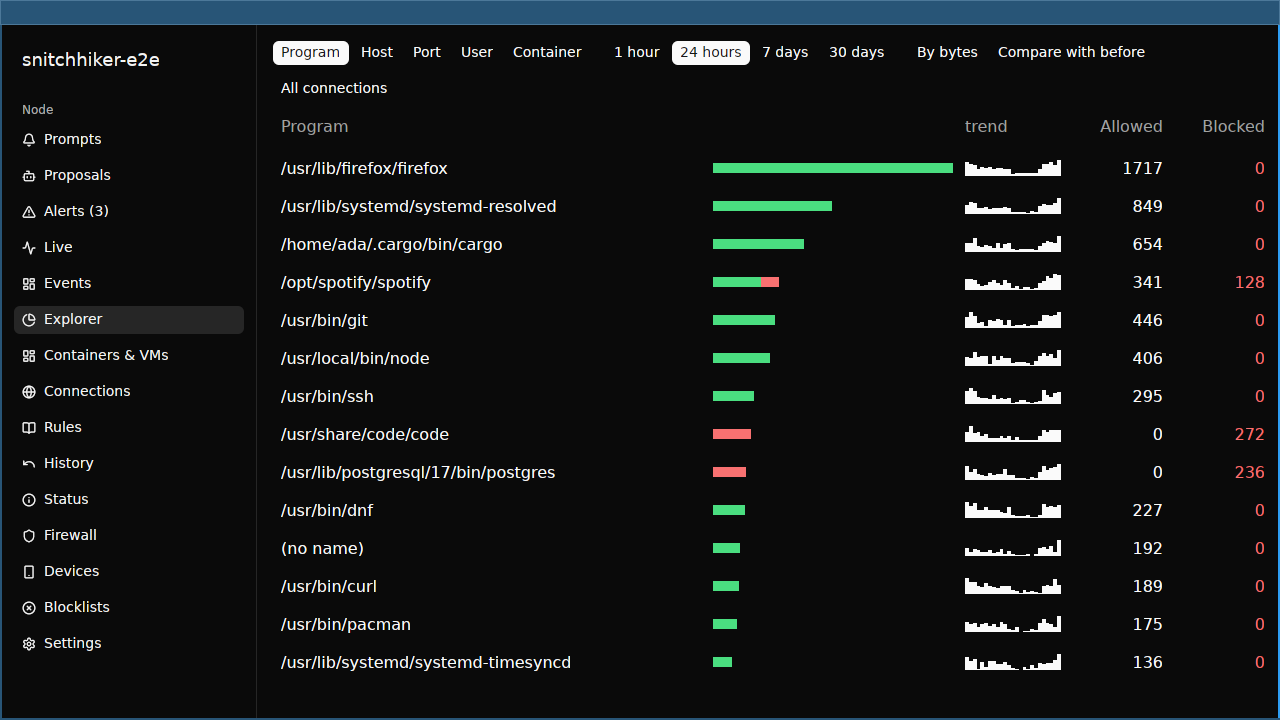 snitchhiker-e2e
Node
Prompts
Proposals
Alerts (3)
Live
Events
Explorer
Containers & VMs
Connections
Rules
History
Status
Firewall
Devices
Blocklists
Settings
Program Host Port User Container 1 hour 24 hours 7 days 30 days By bytes Compare with before
All connections
Program trend Allowed Blocked
/usr/lib/firefox/firefox 1717 0
/usr/lib/systemd/systemd-resolved 849 0
/home/ada/.cargo/bin/cargo 654 0
/opt/spotify/spotify 341 128
/usr/bin/git 446 0
/usr/local/bin/node 406 0
/usr/bin/ssh 295 0
/usr/share/code/code 0 272
/usr/lib/postgresql/17/bin/postgres 0 236
/usr/bin/dnf 227 0
(no name) 192 0
/usr/bin/curl 189 0
/usr/bin/pacman 175 0
/usr/lib/systemd/systemd-timesyncd 136 0